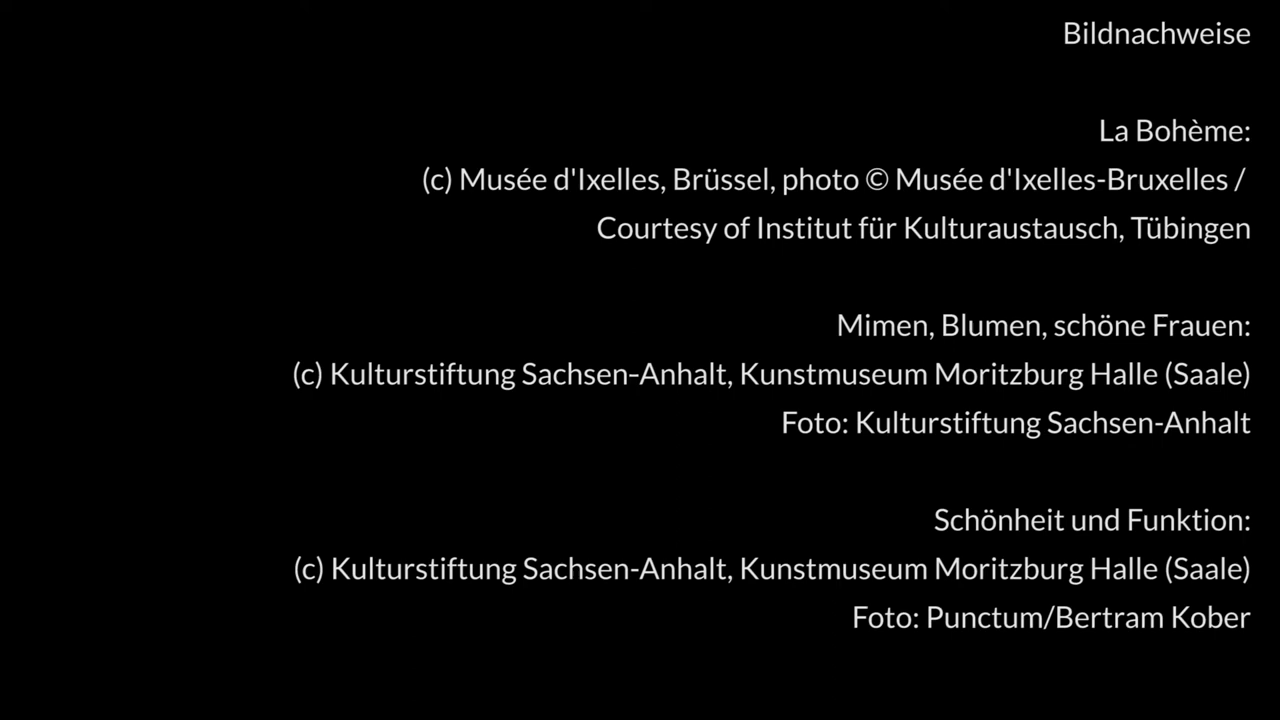 Bildnachweise
La Bohème:
(c) Musée d'Ixelles, Brüssel, photo © Musée d'Ixelles-Bruxelles /
Courtesy of Institut für Kulturaustausch, Tübingen
Mimen, Blumen, schöne Frauen:
(c) Kulturstiftung Sachsen-Anhalt, Kunstmuseum Moritzburg Halle (Saale)
Foto: Kulturstiftung Sachsen-Anhalt
Schönheit und Funktion:
(c) Kulturstiftung Sachsen-Anhalt, Kunstmuseum Moritzburg Halle (Saale)
Foto: Punctum/Bertram Kober